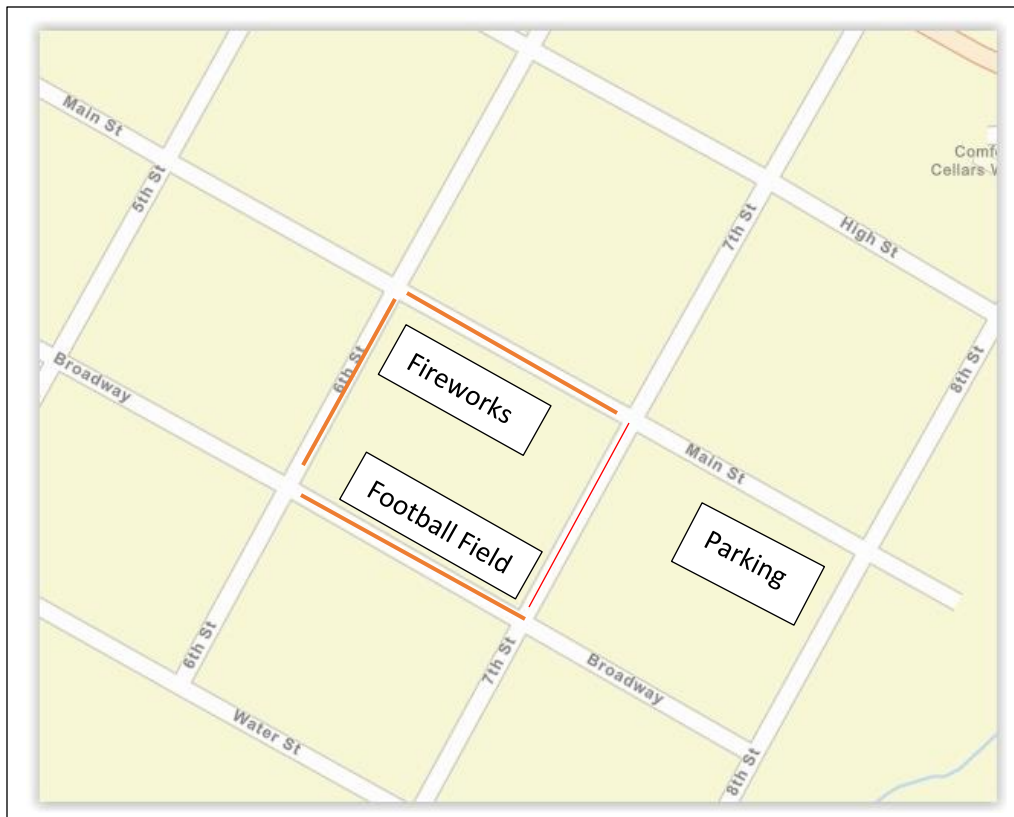 Main St
5th St
Comf
Cellars W
7th St
High St
6th St
Fireworks
Broadway
8th St
Main St
Football Field
Parking
6th St
7th St
Broadway
Water St
8th St